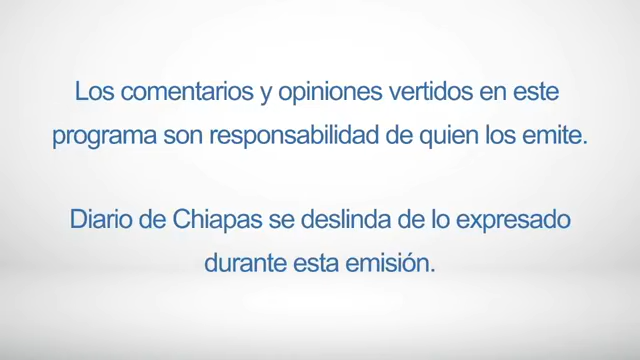 Los comentarios y opiniones vertidos en este
programa son responsabilidad de quien los emite.
Diario de Chiapas se deslinda de lo expresado
durante esta emisión.